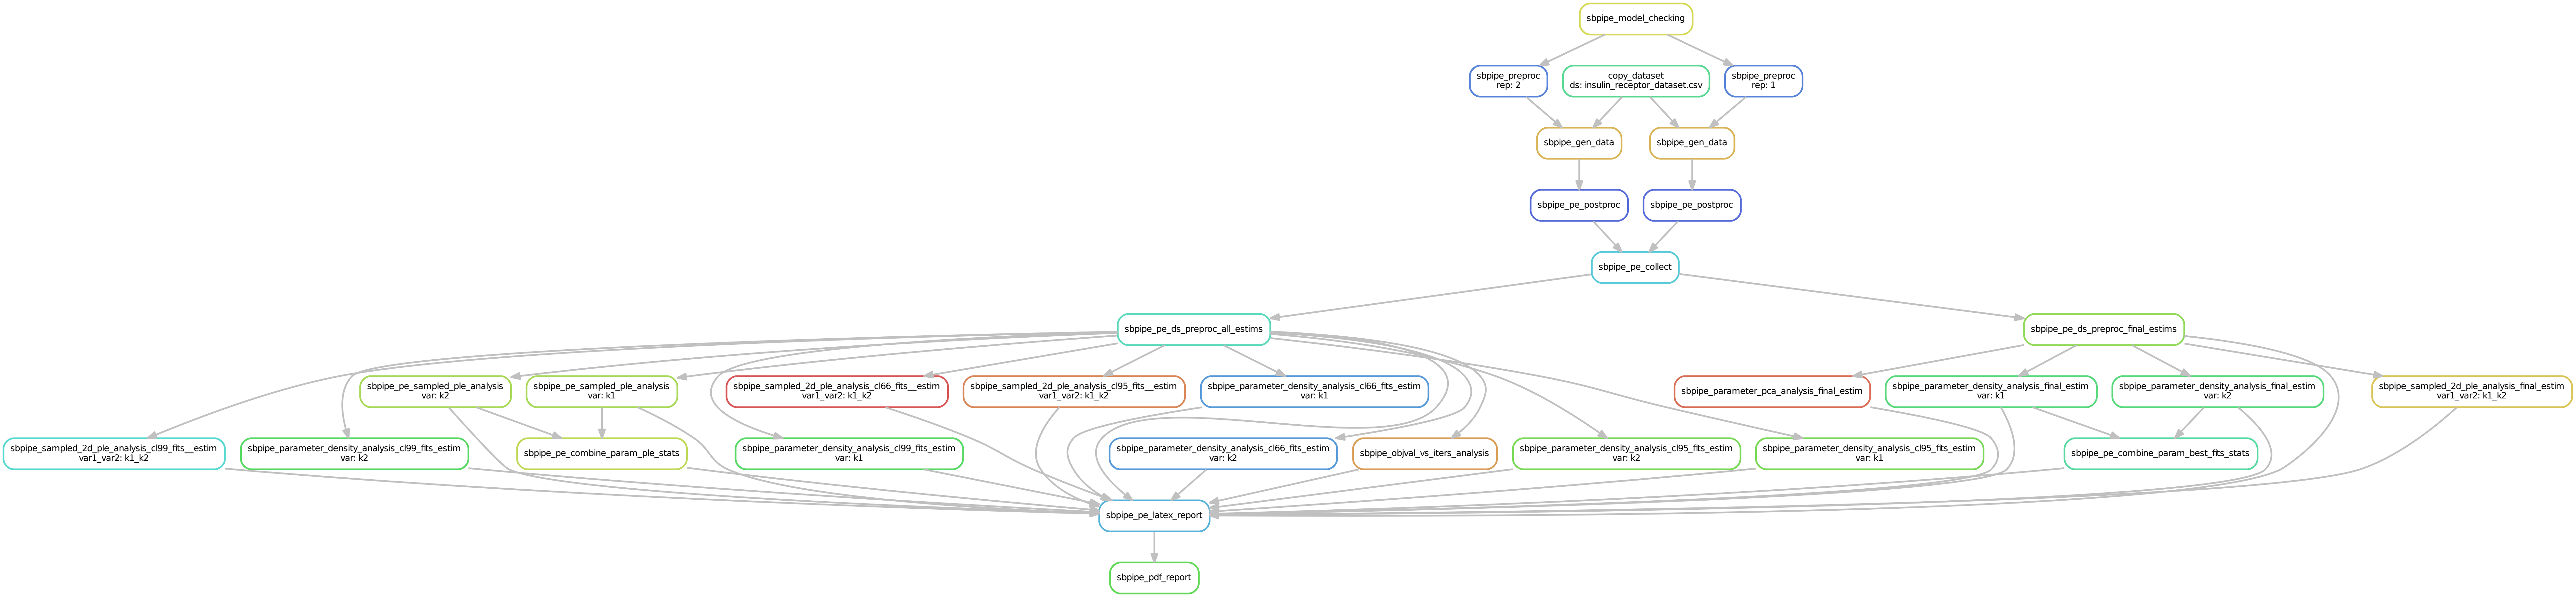 sbpipe_model_checking
sbpipe_preproc
rep: 2
copy_dataset
ds: insulin_receptor_dataset.csv
sbpipe_preproc
rep: 1
sbpipe_gen_data
sbpipe_gen_data
sbpipe_pe_postproc
sbpipe_pe_postproc
sbpipe_pe_collect
sbpipe_pe_ds_preproc_all_estims
sbpipe_pe_ds_preproc_final_estims
sbpipe_pe_sampled_ple_analysis
var: k2
sbpipe_pe_sampled_ple_analysis
var: k1
sbpipe_sampled_2d_ple_analysis_cl66_fits__estim
var1_var2: k1_k2
sbpipe_sampled_2d_ple_analysis_cl95_fits__estim
var1_var2: k1_k2
sbpipe_parameter_density_analysis_cl66_fits_estim
var: k1
sbpipe_parameter_pca_analysis_final_estim
sbpipe_parameter_density_analysis_final_estim
var: k1
sbpipe_parameter_density_analysis_final_estim
var: k2
sbpipe_sampled_2d_ple_analysis_final_estim
var1_var2: k1_k2
sbpipe_sampled_2d_ple_analysis_cl99_fits__estim
var1_var2: k1_k2
sbpipe_parameter_density_analysis_cl99_fits_estim
var: k2
sbpipe_pe_combine_param_ple_stats
sbpipe_parameter_density_analysis_cl99_fits_estim
var: k1
sbpipe_parameter_density_analysis_cl66_fits_estim
var: k2
sbpipe_pe_objval_vs_iters_analysis
sbpipe_parameter_density_analysis_cl95_fits_estim
var: k2
sbpipe_parameter_density_analysis_cl95_fits_estim
var: k1
sbpipe_pe_combine_param_best_fits_stats
sbpipe_pe_latex_report
sbpipe_pdf_report